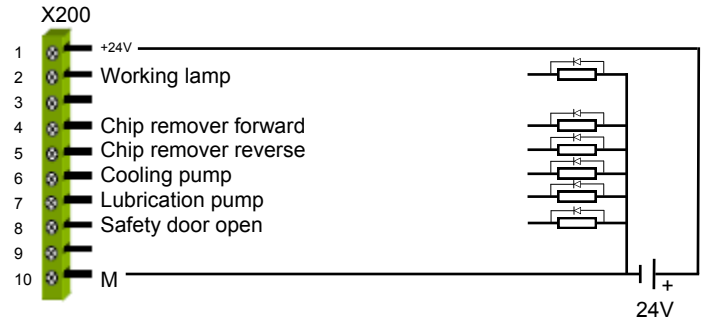 X200
1 +24V
2 Working lamp
3
4 Chip remover forward
5 Chip remover reverse
6 Cooling pump
7 Lubrication pump
8 Safety door open
9
10 M
+
24V